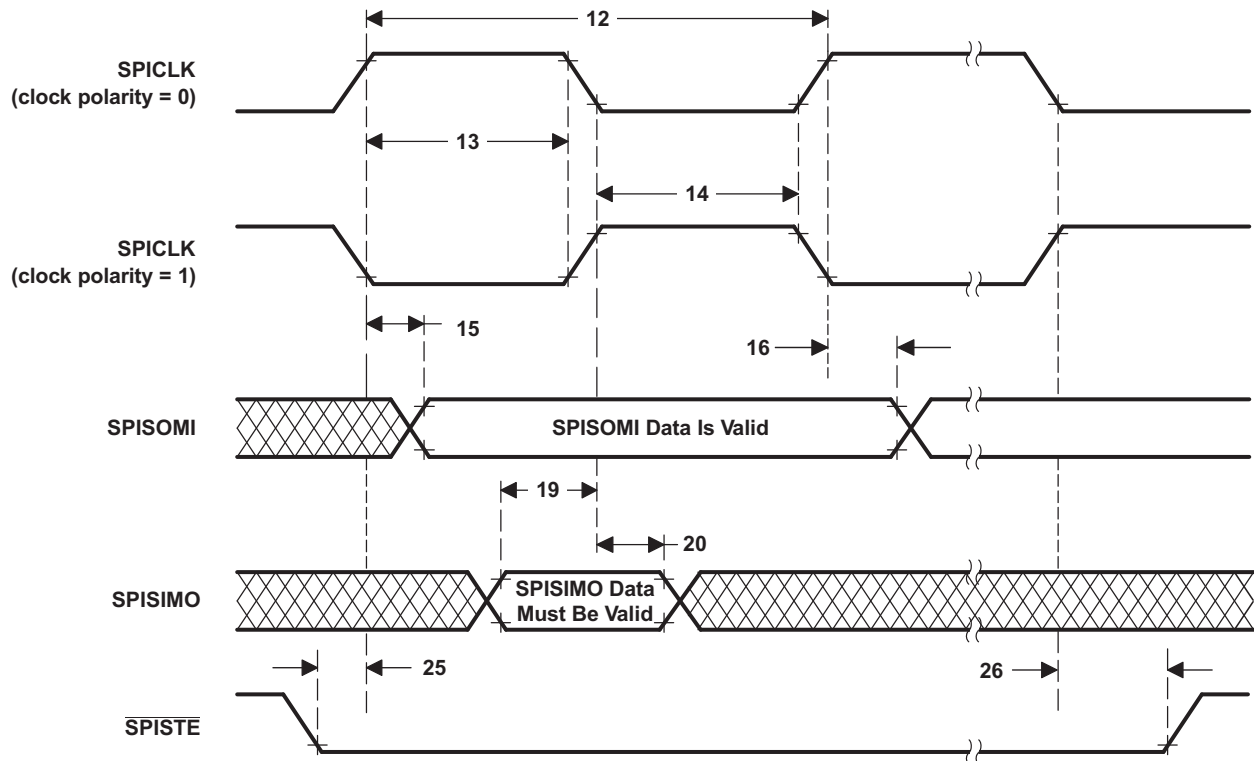 12
SPICLK
(clock polarity = 0)
13
14
SPICLK
(clock polarity = 1)
15
16
SPISOMI
SPISOMI Data Is Valid
19
20
SPISIMO
SPISIMO Data
Must Be Valid
25
26
SPISTE